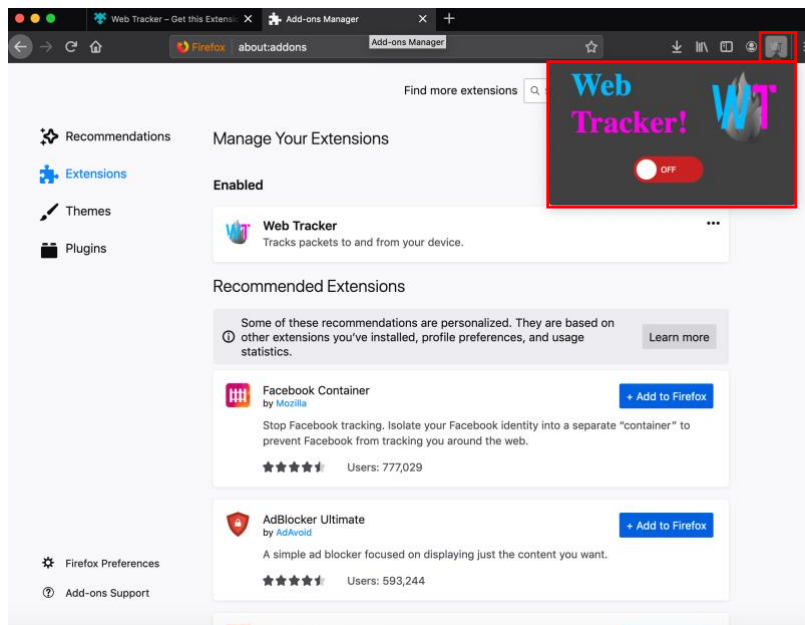 Web Tracker – Get this Extensi
Add-ons Manager
Firefox
about:addons
Add-ons Manager
Find more extensions
Web
Tracker!
WT
OFF
Recommendations
Extensions
Themes
Plugins
Manage Your Extensions
Enabled
WT
Web Tracker
Tracks packets to and from your device.
Recommended Extensions
Some of these recommendations are personalized. They are based on
other extensions you've installed, profile preferences, and usage
statistics.
Learn more
Facebook Container
by Mozilla
+ Add to Firefox
Stop Facebook tracking. Isolate your Facebook identity into a separate “container” to
prevent Facebook from tracking you around the web.
Users: 777,029
AdBlocker Ultimate
by AdAvoid
+ Add to Firefox
A simple ad blocker focused on displaying just the content you want.
Users: 593,244
Firefox Preferences
Add-ons Support